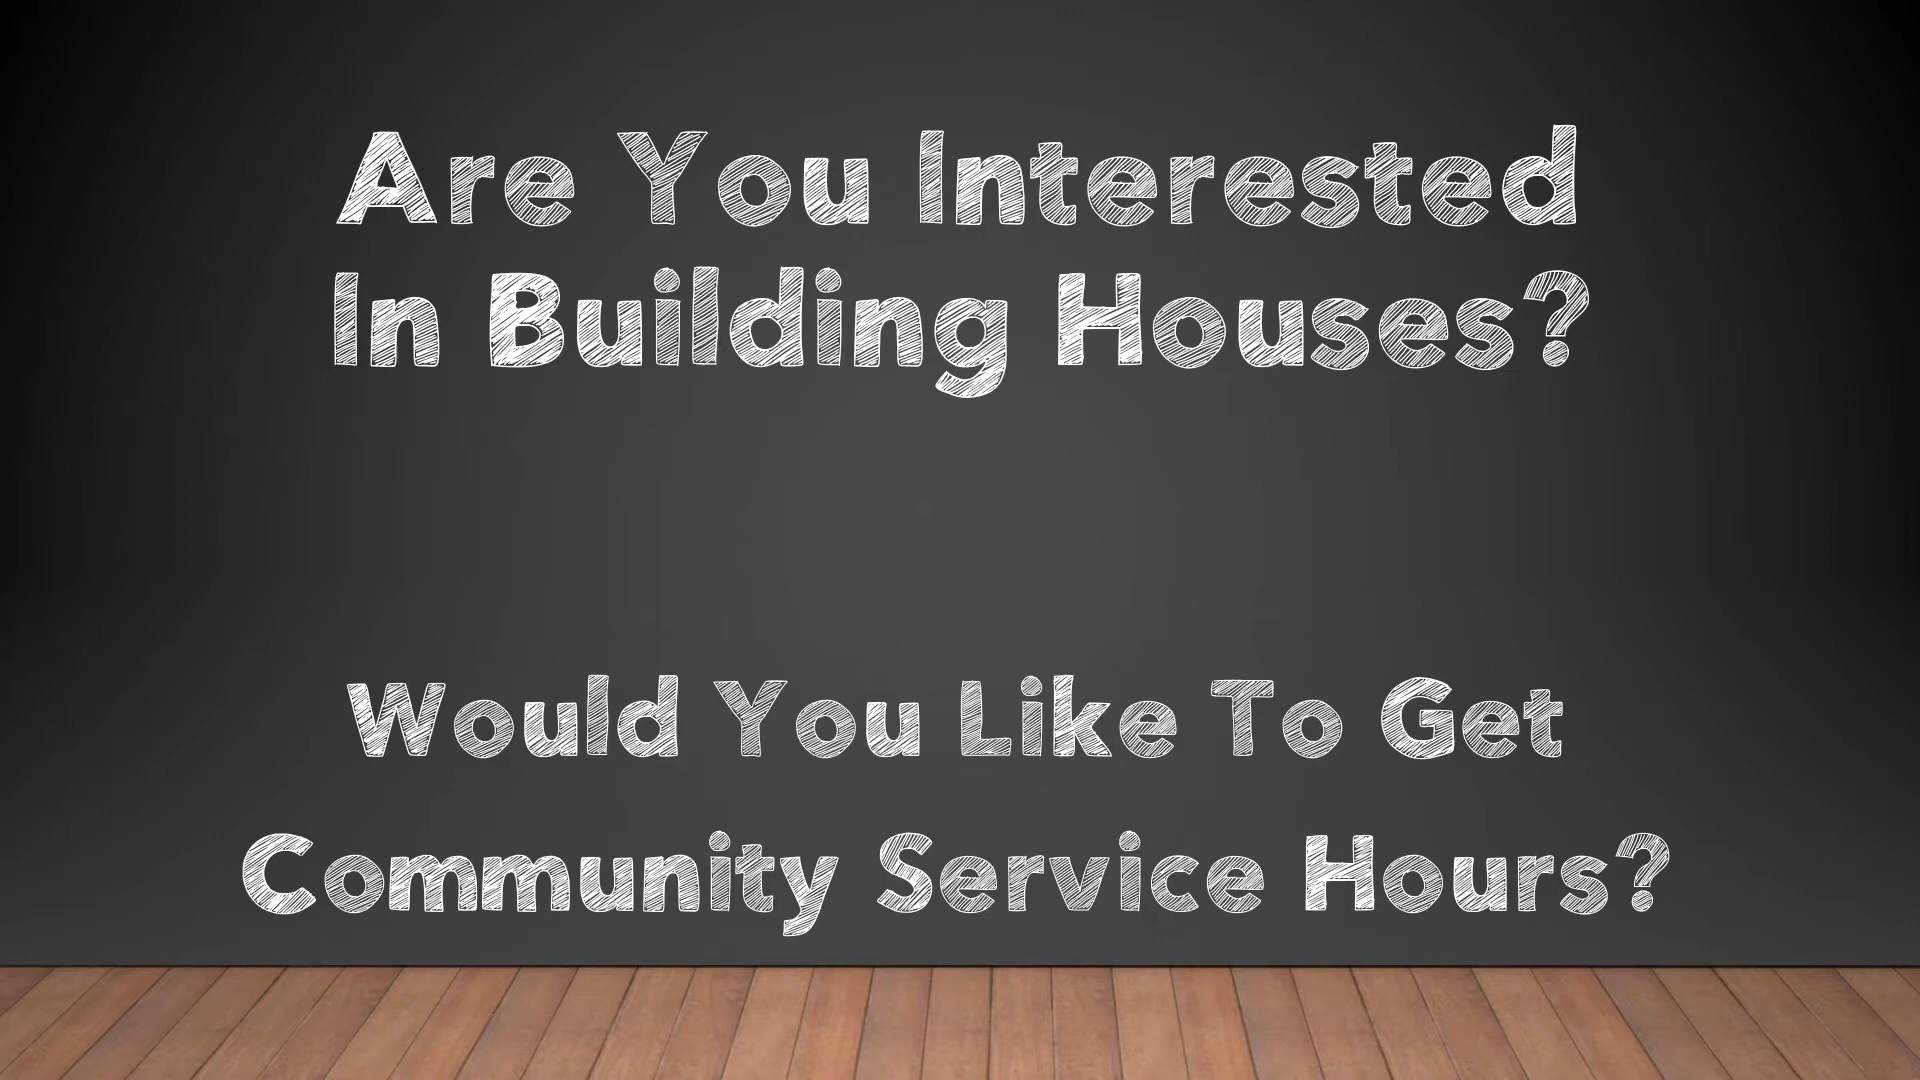 Are You Interested
In Building Houses?
Would You Like To Get
Community Service Hours?